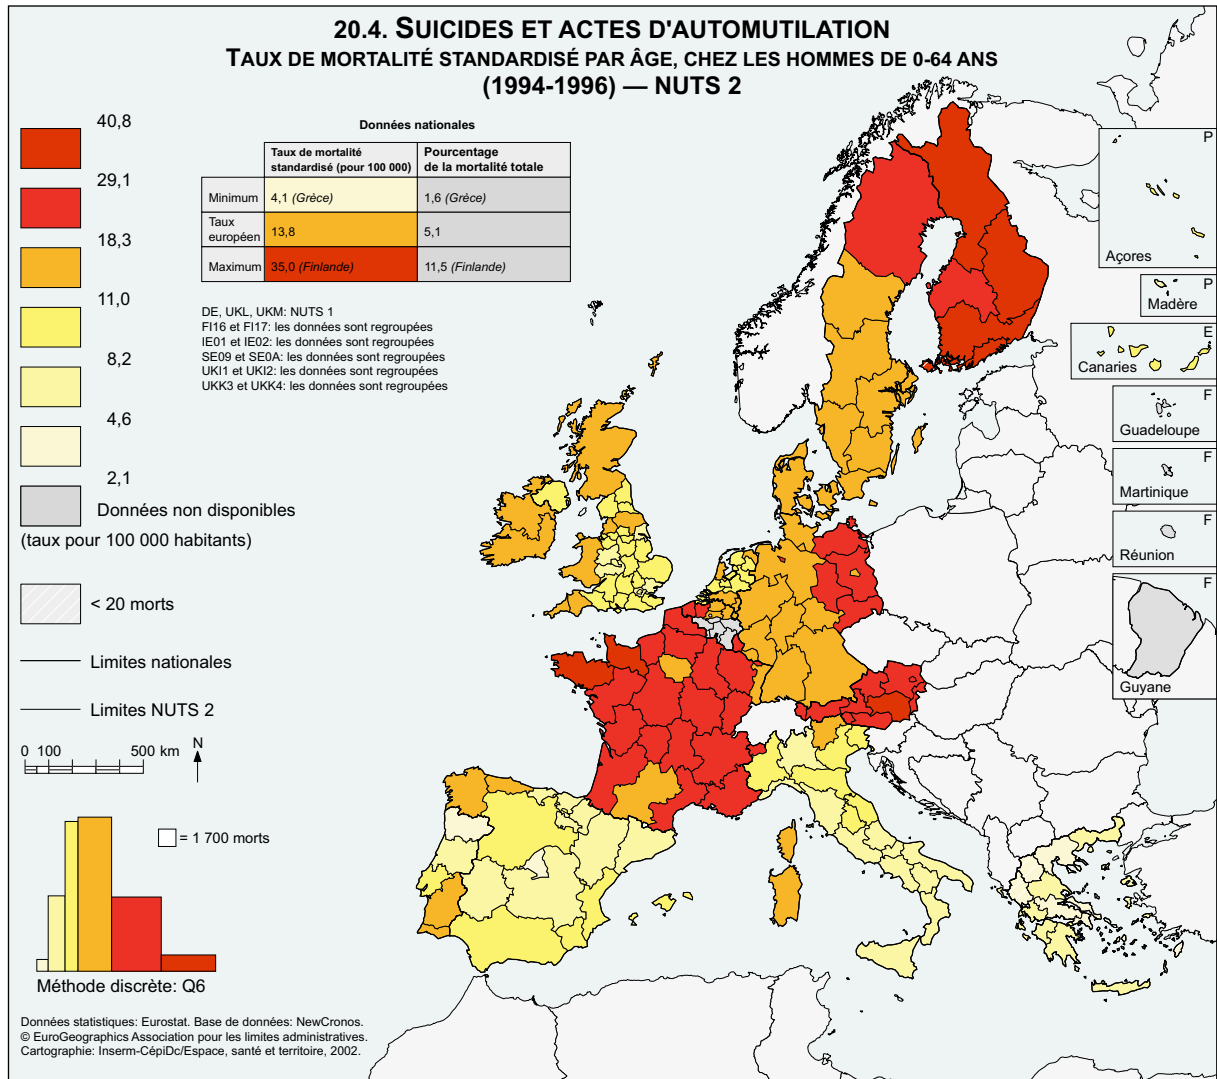 20.4. SUICIDES ET ACTES D'AUTOMUTILATION
TAUX DE MORTALITÉ STANDARDISÉ PAR ÂGE, CHEZ LES HOMMES DE 0-64 ANS
(1994-1996) — NUTS 2
40,8
29,1
18,3
11,0
8,2
4,6
2,1
Données non disponibles
(taux pour 100 000 habitants)
< 20 morts
Limites nationales
Limites NUTS 2
0 100 500 km N
Données nationales
Taux de mortalité standardisé (pour 100 000) Pourcentage de la mortalité totale
Minimum 4,1 (Grèce) 1,6 (Grèce)
Taux européen 13,8 5,1
Maximum 35,0 (Finlande) 11,5 (Finlande)
DE, UKL, UKM: NUTS 1
FI16 et FI17: les données sont regroupées
IE01 et IE02: les données sont regroupées
SE09 et SE0A: les données sont regroupées
UKI1 et UKI2: les données sont regroupées
UKK3 et UKK4: les données sont regroupées
P
Açores
P
Madère
E
Canaries
F
Guadeloupe
F
Martinique
F
Réunion
F
Guyane
= 1 700 morts
Méthode discrète: Q6
Données statistiques: Eurostat. Base de données: NewCronos.
© EuroGeographics Association pour les limites administratives.
Cartographie: Inserm-CépiDc/Espace, santé et territoire, 2002.